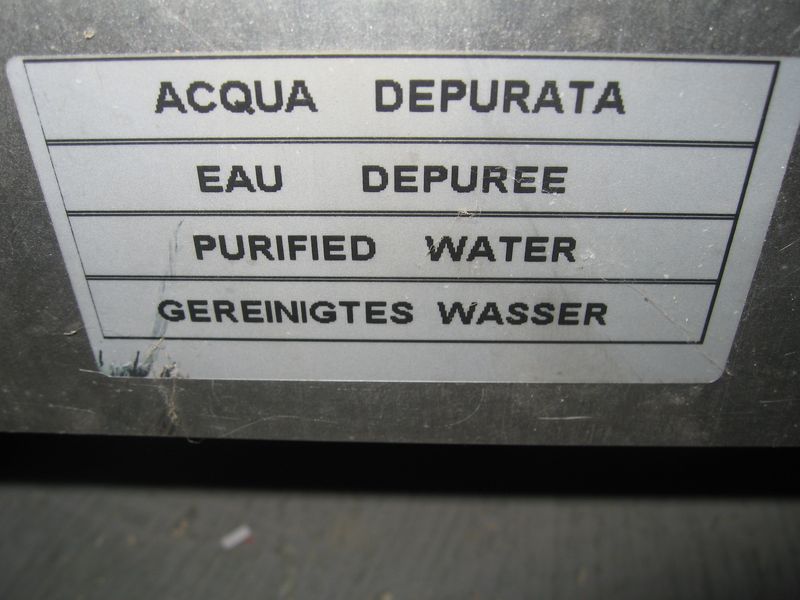 ACQUA DEPURATA
EAU DEPUREE
PURIFIED WATER
GEREINIGTES WASSER